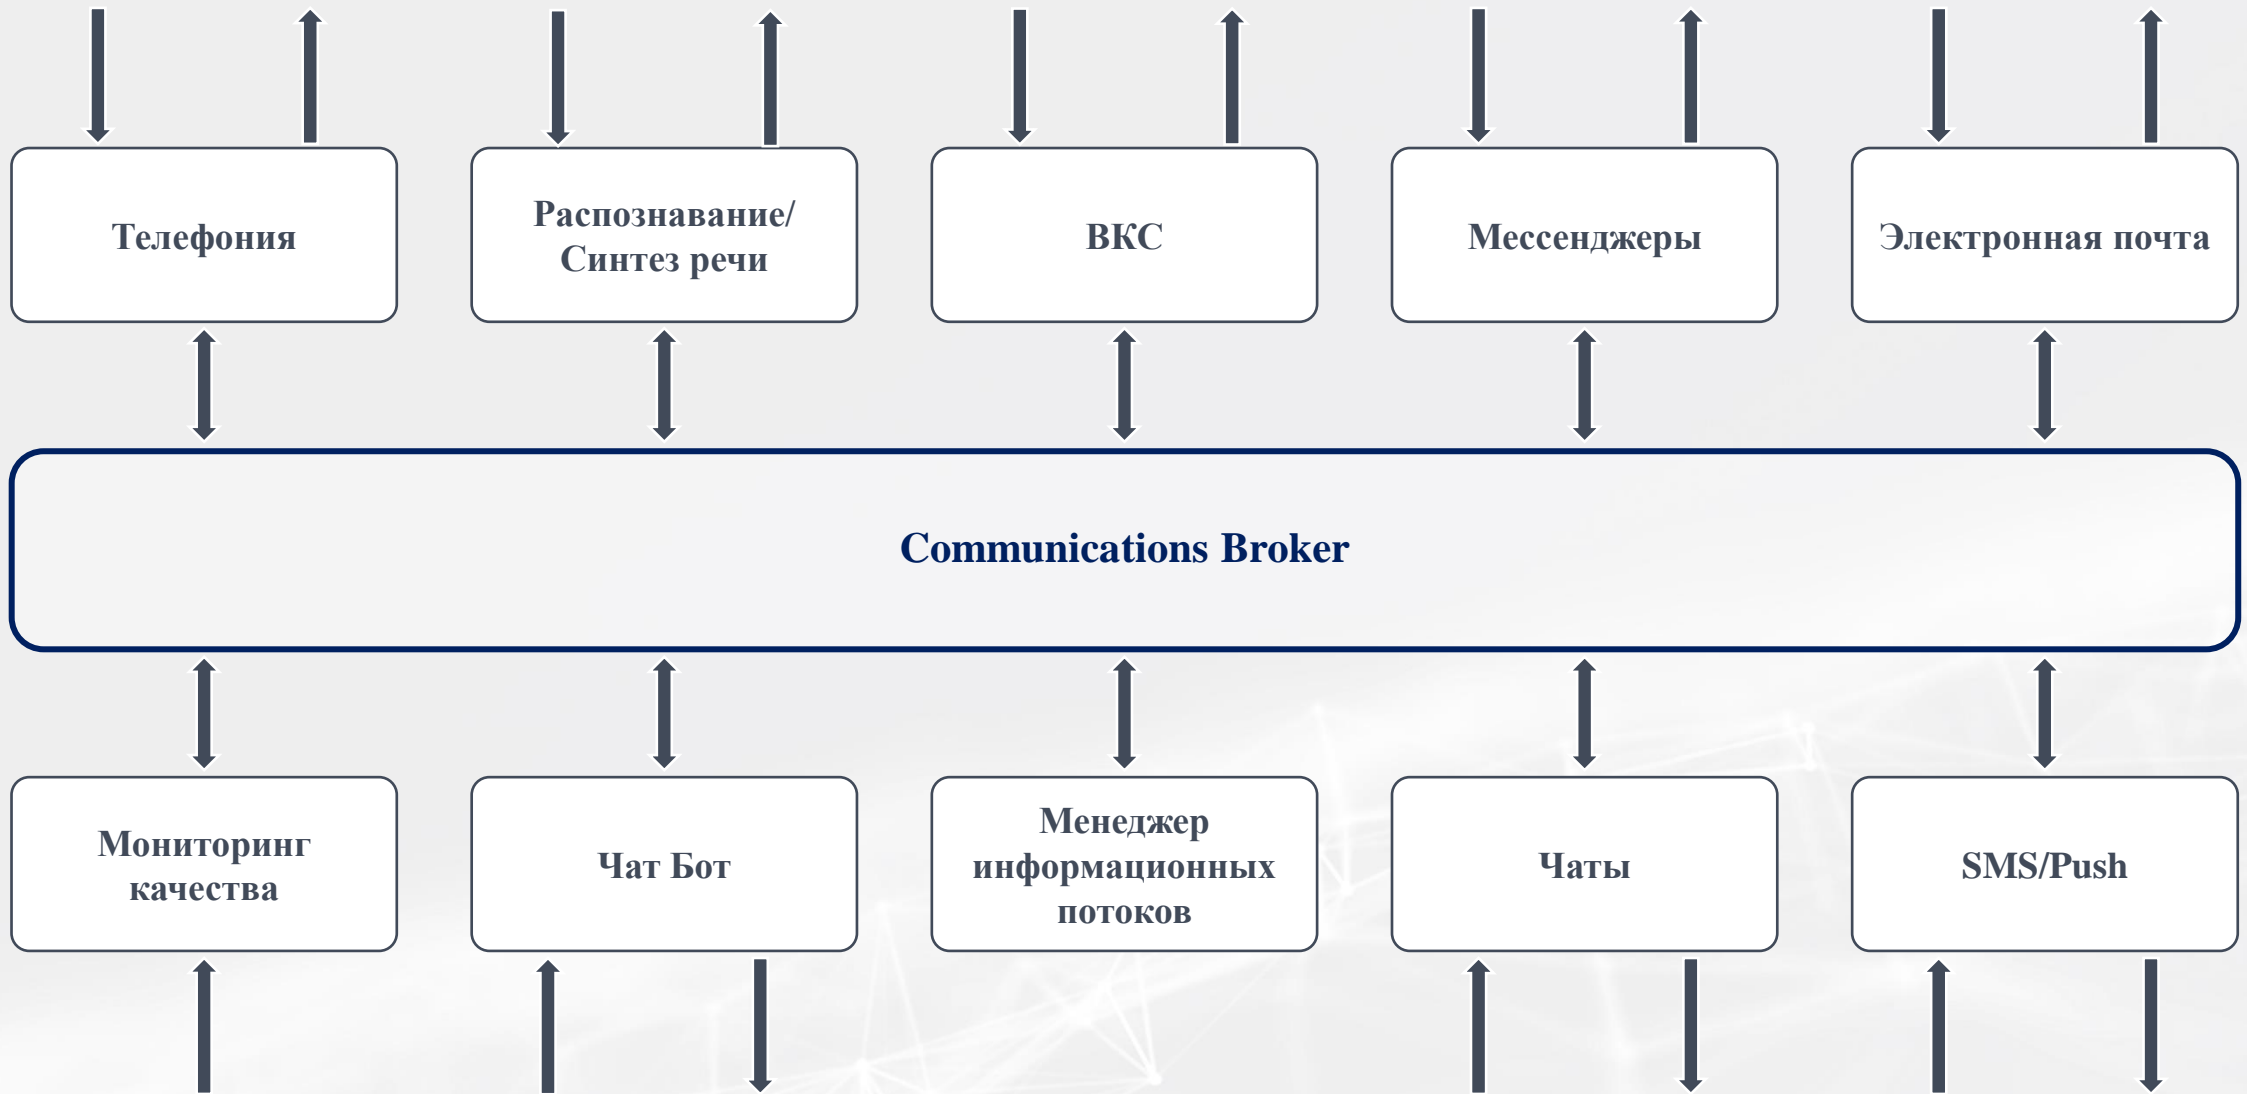 Телефония
Распознавание/
Синтез речи
ВКС
Мессенджеры
Электронная почта
Communications Broker
Мониторинг
качества
Чат Бот
Менеджер
информационных
потоков
Чаты
SMS/Push